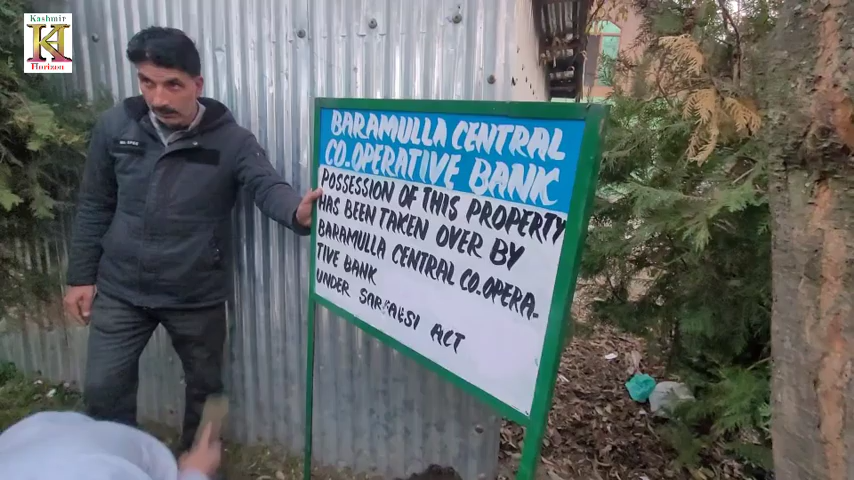 Kashmir
KH
Horizon
BARAMULLA CENTRAL
CO.OPERATIVE BANK
POSSESSION OF THIS PROPERTY
HAS BEEN TAKEN OVER BY
BARAMULLA CENTRAL CO.OPERA-
TIVE BANK
UNDER SARFAESI ACT